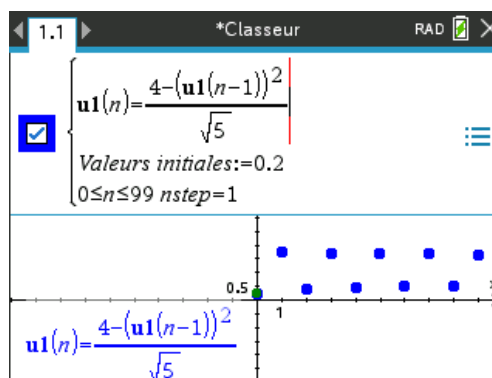 1.1 *Classeur RAD
u1(n)=4-(u1(n-1))²/√5
Valeurs initiales:=0.2
0≤n≤99 nstep=1
0.5
1
u1(n)=4-(u1(n-1))²/√5